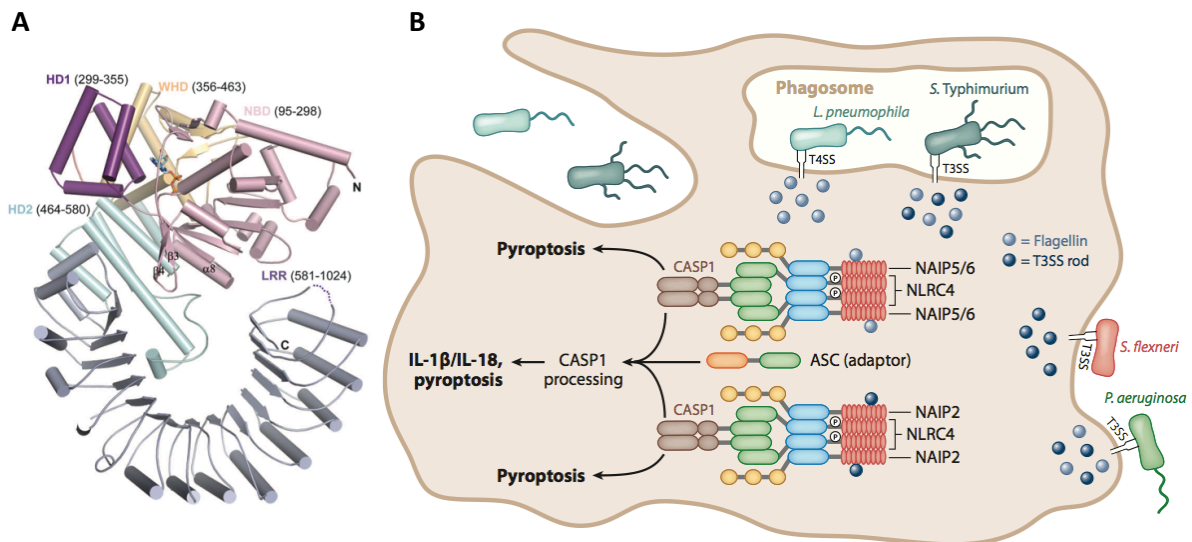 A
HD1 (299-355)
WHD (356-463)
NBD (95-298)
N
HD2 (464-580)
β3
β4
α8
LRR (581-1024)
C
B
Phagosome
L. pneumophila
S. Typhimurium
T4SS
T3SS
= Flagellin
= T3SS rod
Pyroptosis
CASP1
P
P
NAIP5/6
NLRC4
NAIP5/6
IL-1β/IL-18,
pyroptosis
CASP1
processing
ASC (adaptor)
T3SS
S. flexneri
CASP1
P
P
NAIP2
NLRC4
NAIP2
Pyroptosis
P. aeruginosa
T3SS